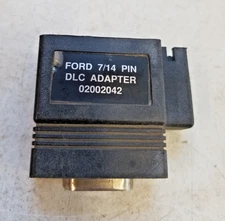 FORD 7/14 PIN
DLC ADAPTER
02002042